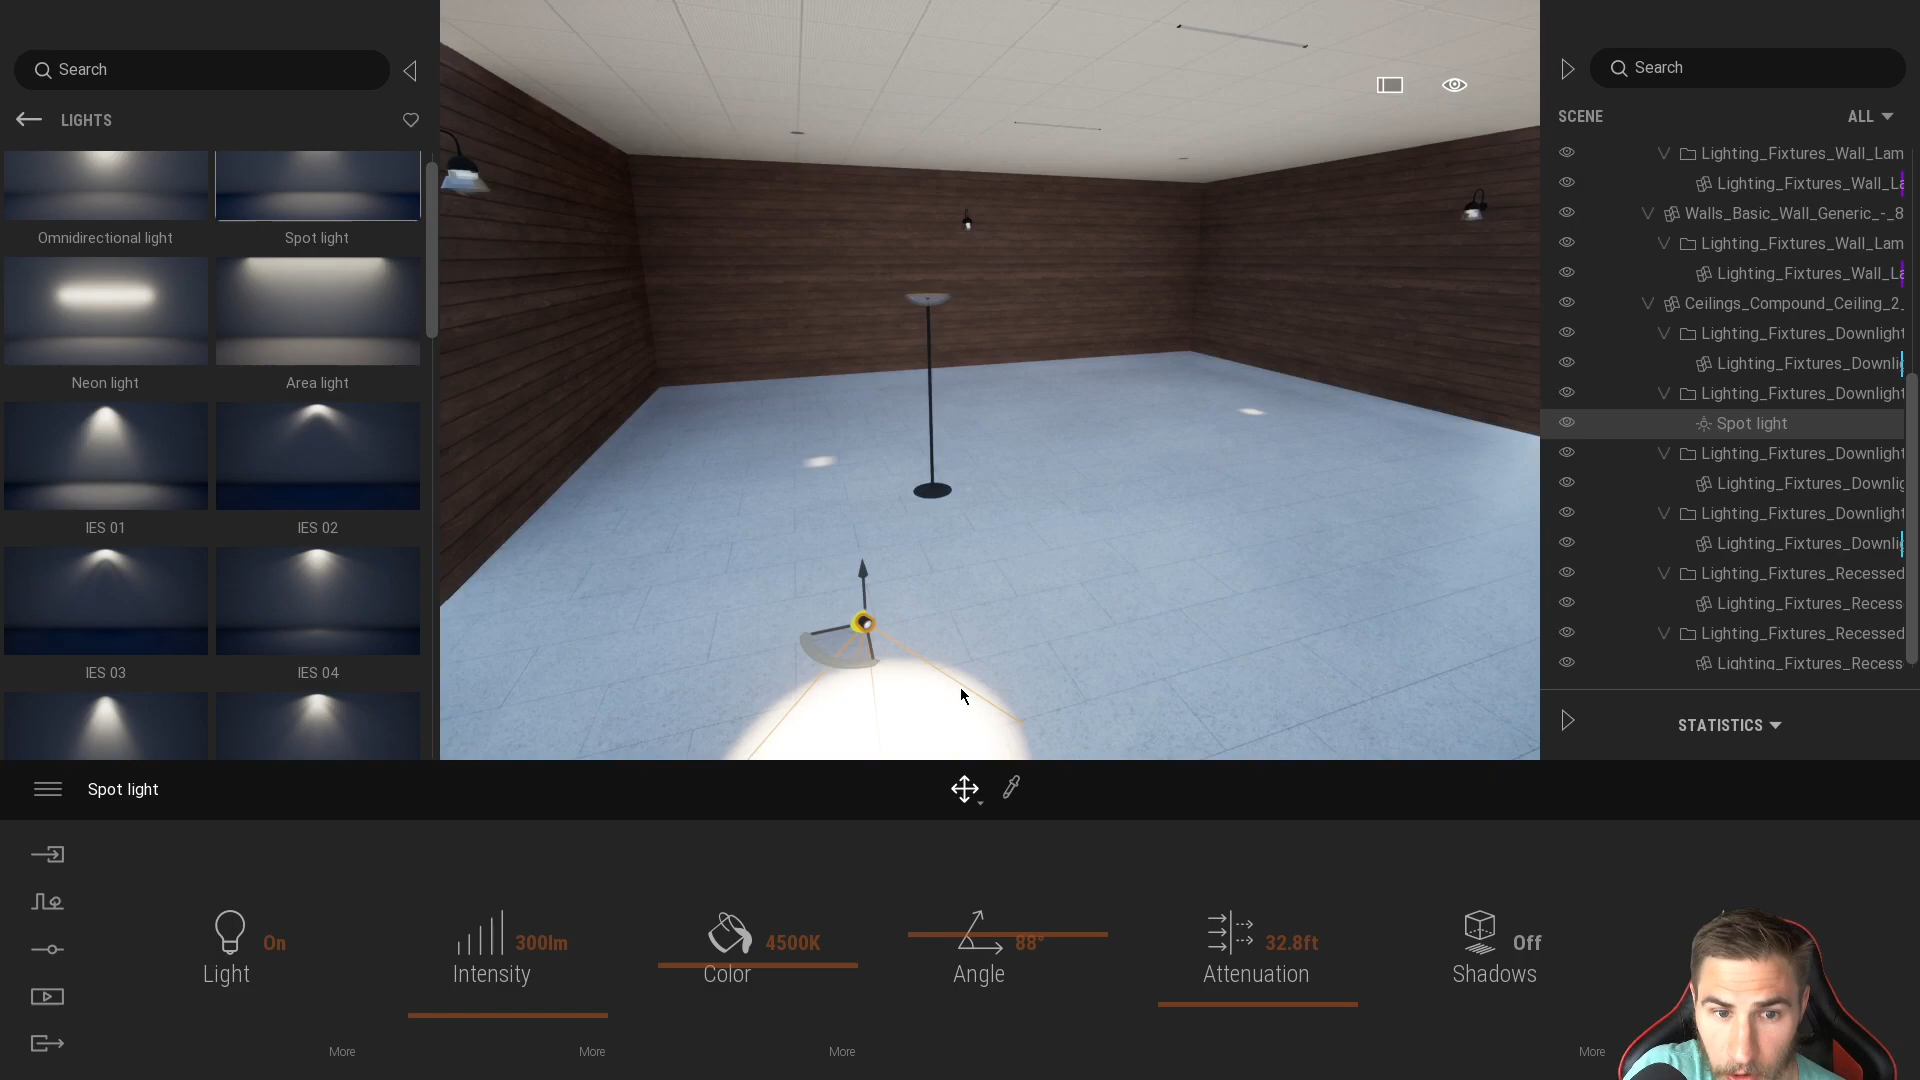 Search
LIGHTS
Omnidirectional light
Spot light
Neon light
Area light
IES 01
IES 02
IES 03
IES 04
Search
SCENE
ALL
Lighting_Fixtures_Wall_Lam
Lighting_Fixtures_Wall_La
Walls_Basic_Wall_Generic_-_8
Lighting_Fixtures_Wall_Lam
Lighting_Fixtures_Wall_La
Ceilings_Compound_Ceiling_2_
Lighting_Fixtures_Downlight
Lighting_Fixtures_Downlig
Lighting_Fixtures_Downlight
Spot light
Lighting_Fixtures_Downlight
Lighting_Fixtures_Downlig
Lighting_Fixtures_Downlight
Lighting_Fixtures_Downlig
Lighting_Fixtures_Recessed
Lighting_Fixtures_Recess
Lighting_Fixtures_Recessed
Lighting_Fixtures_Recess
STATISTICS
Spot light
On
Light
300lm
Intensity
4500K
Color
88°
Angle
32.8ft
Attenuation
Off
Shadows
More
More
More
More